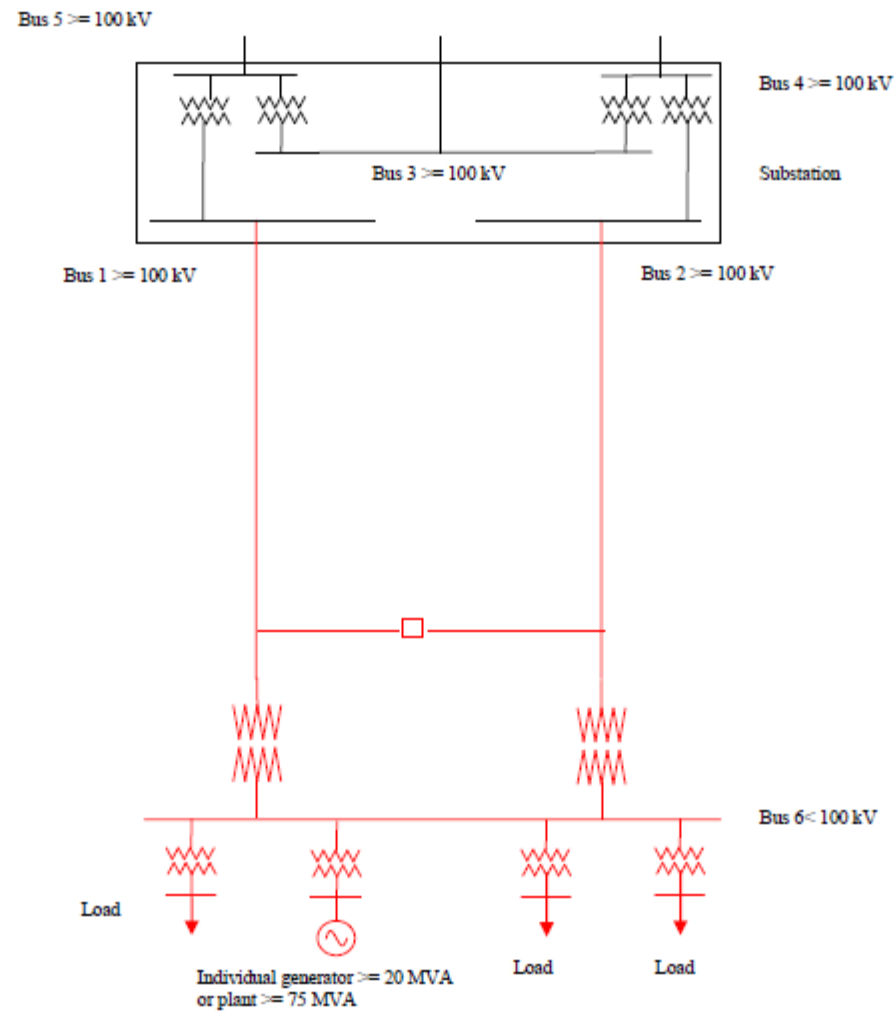 Bus 5 >= 100 kV
Bus 4 >= 100 kV
Bus 3 >= 100 kV
Substation
Bus 1 >= 100 kV
Bus 2 >= 100 kV
Bus 6< 100 kV
Load
Individual generator >= 20 MVA
or plant >= 75 MVA
Load
Load